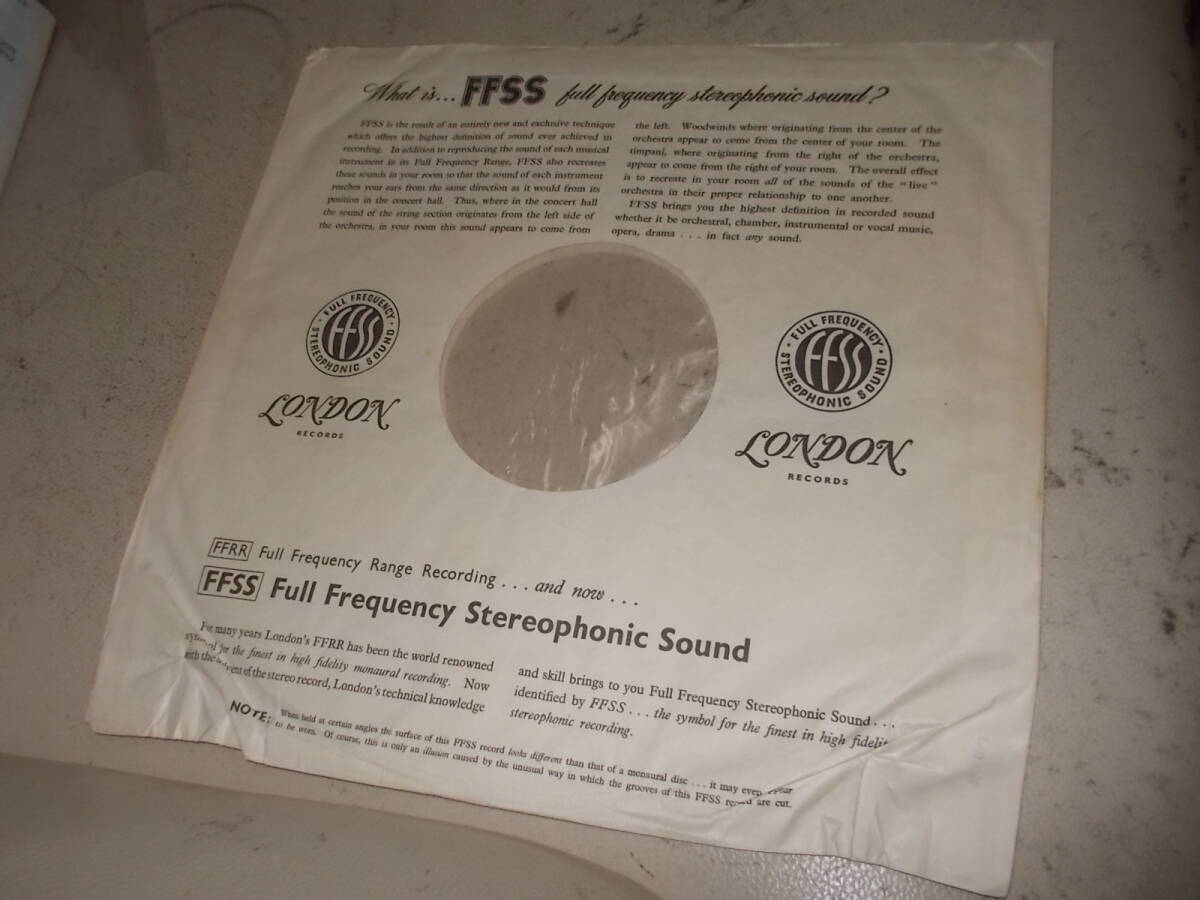 What is... FFSS full frequency stereophonic sound?
FFSS is the result of an entirely new and exclusive technique
which offers the highest definition of sound ever achieved in
recording. In addition to reproducing the sound of each musical
instrument in its Full Frequency Range, FFSS also recreates
these sounds in your room so that the sound of each instrument
reaches your ears from the same direction as it would from its
position in the concert hall. Thus, where in the concert hall
the sound of the string section originates from the left side of
the orchestra, in your room this sound appears to come from
the left. Woodwinds where originating from the center of the
orchestra appear to come from the center of your room. The
timpani, where originating from the right of the orchestra,
appear to come from the right of your room. The overall effect
is to recreate in your room all of the sounds of the "live"
orchestra in their proper relationship to one another.
FFSS brings you the highest definition in recorded sound
whether it be orchestral, chamber, instrumental or vocal music,
opera, drama . . . in fact any sound.
FULL FREQUENCY
FFSS
STEREOPHONIC SOUND
LONDON
RECORDS
FULL FREQUENCY
FFSS
STEREOPHONIC SOUND
LONDON
RECORDS
FFRR Full Frequency Range Recording . . . and now . . .
FFSS Full Frequency Stereophonic Sound
For many years London's FFRR has been the world renowned
for the finest in high fidelity monaural recording. Now
with the of the stereo record, London's technical knowledge
and skill brings to you Full Frequency Stereophonic Sound . . .
identified by FFSS . . . the symbol for the finest in high
stereophonic recording.
NOTE: When held at certain angles the surface of this FFSS record looks different than that of a monaural disc . . . it may even
to be worn. Of course, this is only an illusion caused by the unusual way in which the grooves of this FFSS are cut.